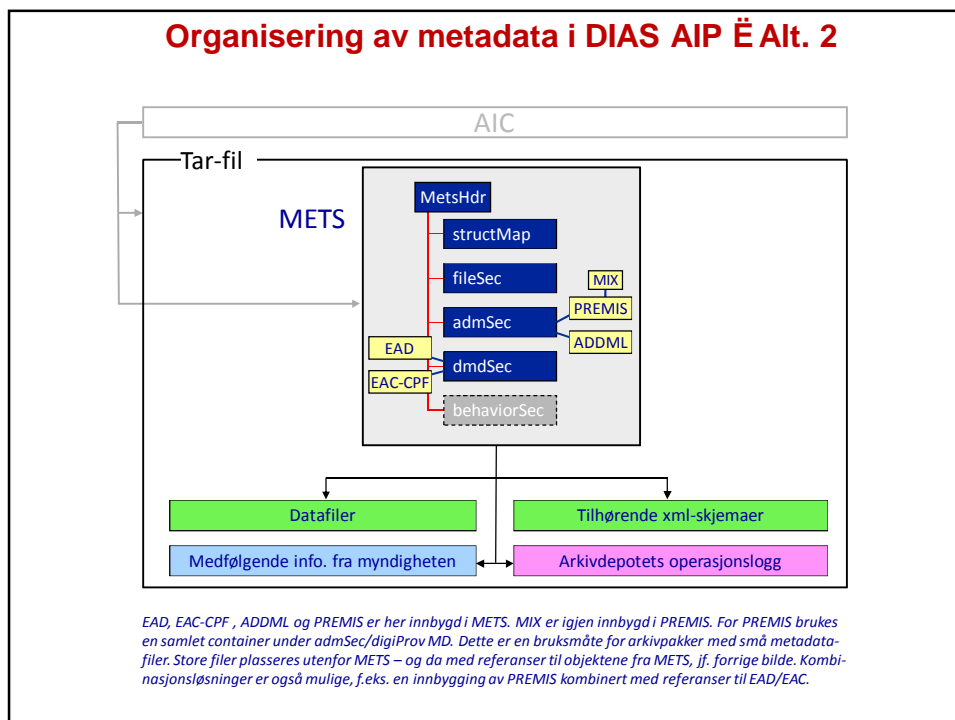 Organisering av metadata i DIAS AIP Ë Alt. 2
AIC
Tar-fil
METS
MetsHdr
structMap
fileSec
MIX
admSec
PREMIS
ADDML
EAD
dmdSec
EAC-CPF
behaviorSec
Datafiler
Tilhørende xml-skjemaer
Medfølgende info. fra myndigheten
Arkivdepotets operasjonslogg
EAD, EAC-CPF , ADDML og PREMIS er her innbygd i METS. MIX er igjen innbygd i PREMIS. For PREMIS brukes
en samlet container under admSec/digiProv MD. Dette er en bruksmåte for arkivpakker med små metadata-
filer. Store filer plasseres utenfor METS – og da med referanser til objektene fra METS, jf. forrige bilde. Kombi-
nasjonsløsninger er også mulige, f.eks. en innbygging av PREMIS kombinert med referanser til EAD/EAC.